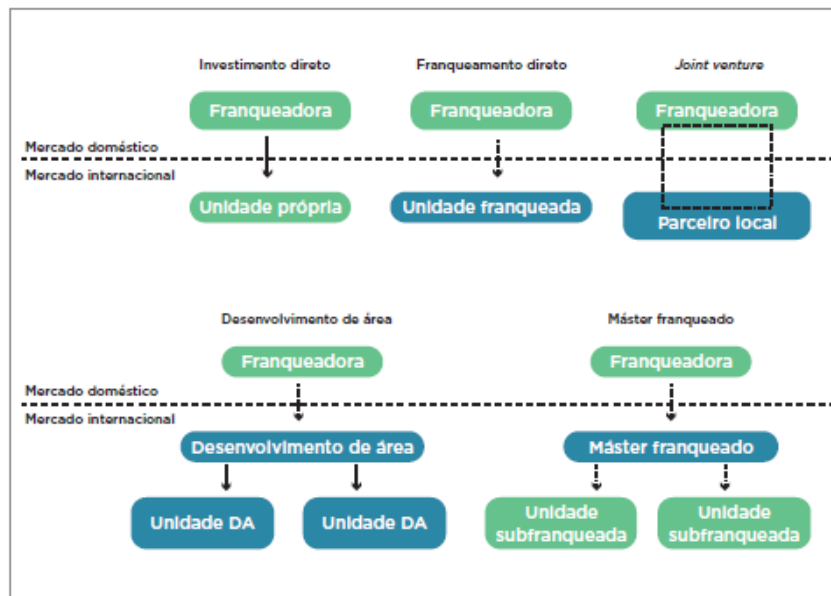 Investimento direto
Franqueamento direto
Joint venture
Franqueadora
Franqueadora
Franqueadora
Mercado doméstico
Mercado internacional
Unidade própria
Unidade franqueada
Parceiro local
Desenvolvimento de área
Máster franqueado
Franqueadora
Franqueadora
Mercado doméstico
Mercado internacional
Desenvolvimento de área
Máster franqueado
Unidade DA
Unidade DA
Unidade
subfranqueada
Unidade
subfranqueada